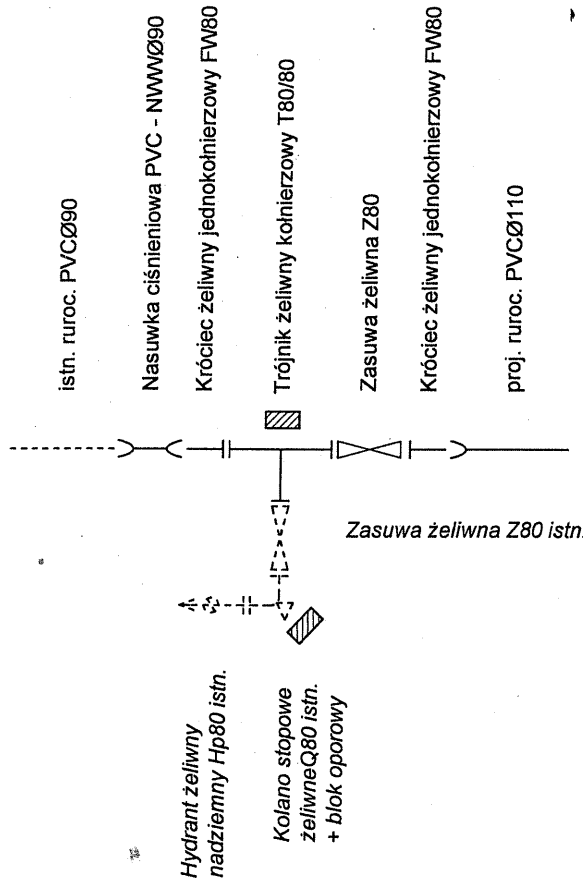 istn. ruroc. PVCØ90
Nasuwka ciśnieniowa PVC - NWWØ90
Króciec żeliwny jednokołnierzowy FW80
Trójnik żeliwny kołnierzowy T80/80
Zasuwa żeliwna Z80
Króciec żeliwny jednokołnierzowy FW80
proj. ruroc. PVCØ110
Zasuwa żeliwna Z80 istn.
Hydrant żeliwny
nadziemny Hp80 istn.
Kolano stopowe
żeliwneQ80 istn.
+ blok oporowy